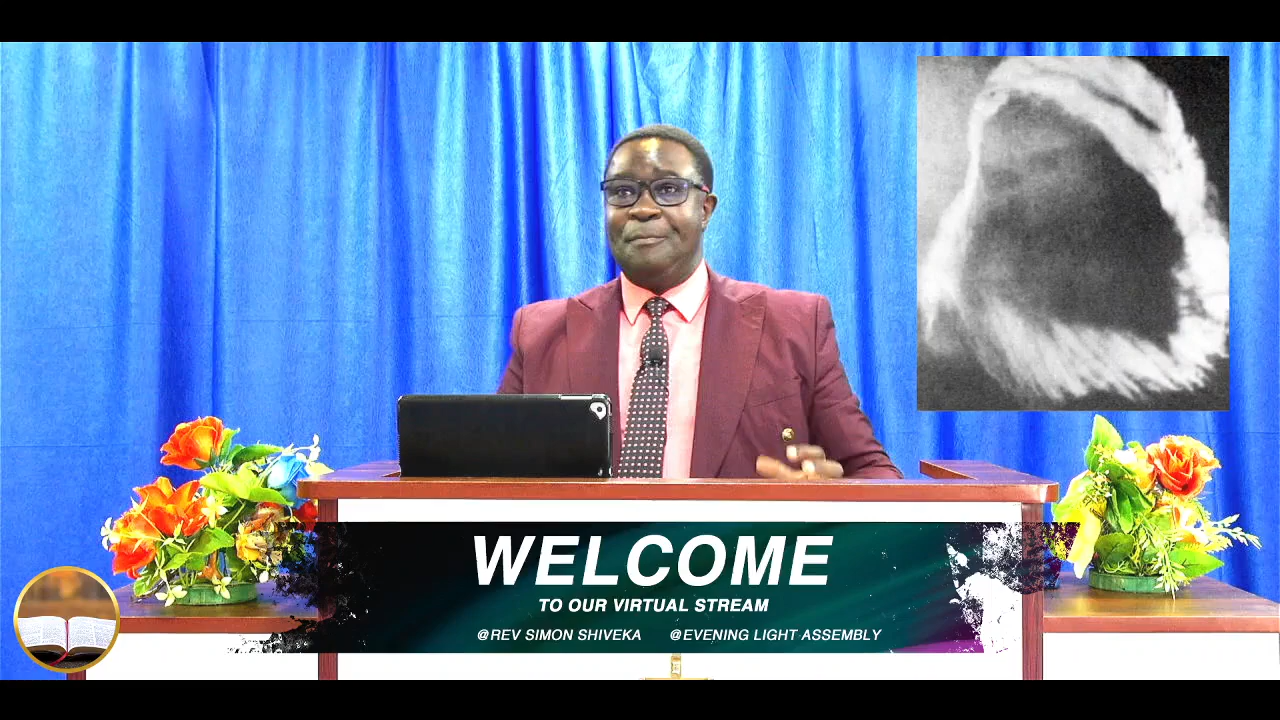 WELCOME
TO OUR VIRTUAL STREAM
@REV SIMON SHIVEKA @EVENING LIGHT ASSEMBLY